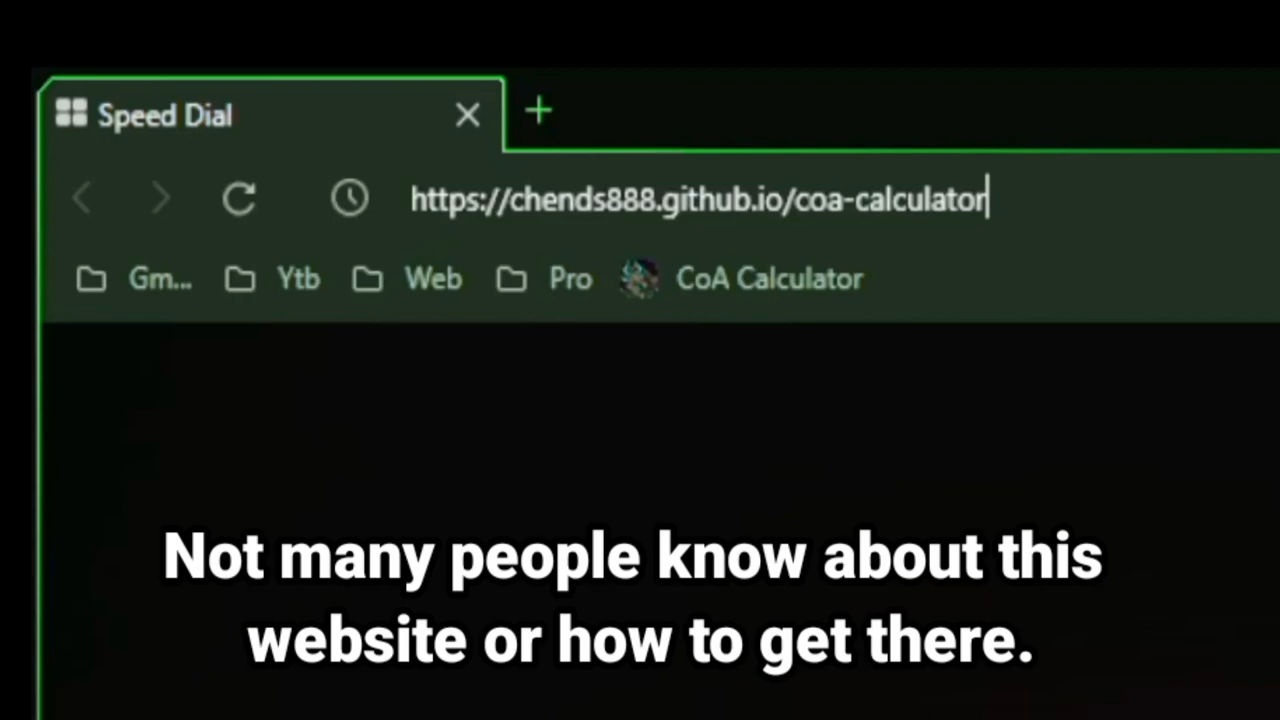 Speed Dial
https://chends888.github.io/coa-calculator
Gm... Ytb Web Pro CoA Calculator
Not many people know about this
website or how to get there.